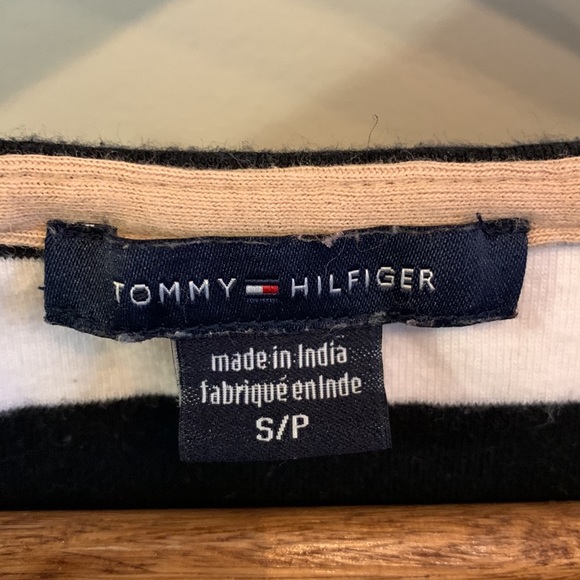 TOMMY HILFIGER
made in India
fabriqué en Inde
S/P